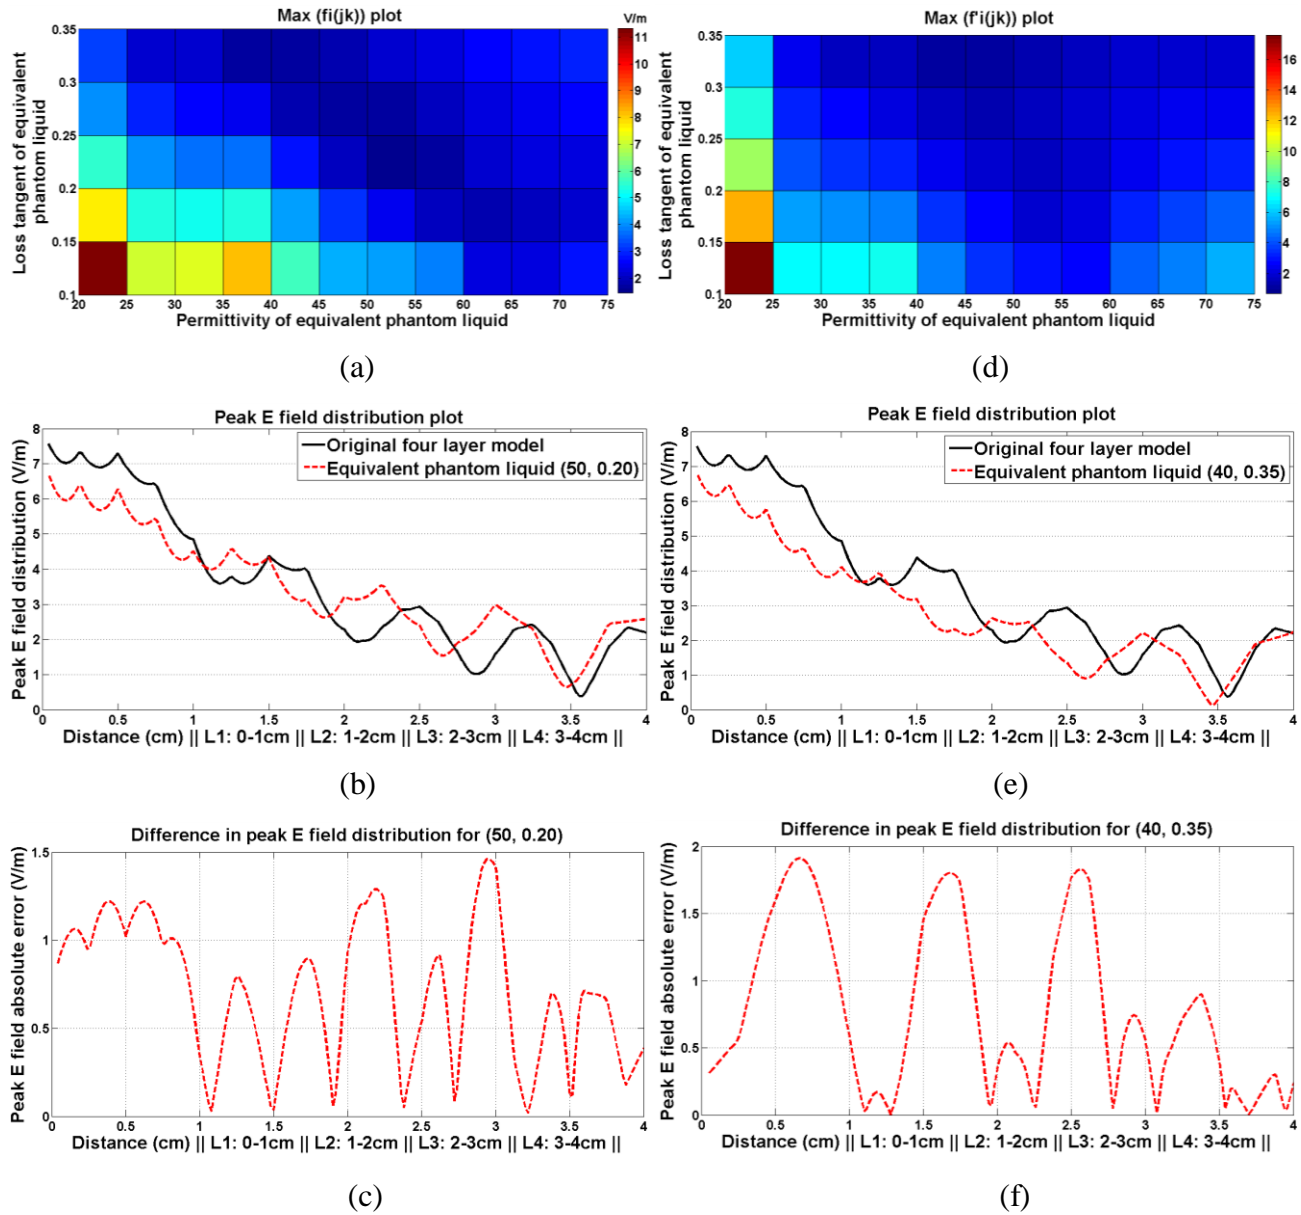 Max (fi(jk)) plot
V/m
Loss tangent of equivalent
phantom liquid
0.35
0.3
0.25
0.2
0.15
0.1
20 25 30 35 40 45 50 55 60 65 70 75
Permittivity of equivalent phantom liquid
11
10
9
8
7
6
5
4
3
2
(a)
Max (f'i(jk)) plot
Loss tangent of equivalent
phantom liquid
0.35
0.3
0.25
0.2
0.15
0.1
20 25 30 35 40 45 50 55 60 65 70 75
Permittivity of equivalent phantom liquid
16
14
12
10
8
6
4
2
(d)
Peak E field distribution plot
Peak E field distribution (V/m)
8
7
6
5
4
3
2
1
0
Original four layer model
Equivalent phantom liquid (50, 0.20)
0 0.5 1 1.5 2 2.5 3 3.5 4
Distance (cm) || L1: 0-1cm || L2: 1-2cm || L3: 2-3cm || L4: 3-4cm ||
(b)
Peak E field distribution plot
Peak E field distribution (V/m)
8
7
6
5
4
3
2
1
0
Original four layer model
Equivalent phantom liquid (40, 0.35)
0 0.5 1 1.5 2 2.5 3 3.5 4
Distance (cm) || L1: 0-1cm || L2: 1-2cm || L3: 2-3cm || L4: 3-4cm ||
(e)
Difference in peak E field distribution for (50, 0.20)
Peak E field absolute error (V/m)
1.5
1
0.5
0
0 0.5 1 1.5 2 2.5 3 3.5 4
Distance (cm) || L1: 0-1cm || L2: 1-2cm || L3: 2-3cm || L4: 3-4cm ||
(c)
Difference in peak E field distribution for (40, 0.35)
Peak E field absolute error (V/m)
2
1.5
1
0.5
0
0 0.5 1 1.5 2 2.5 3 3.5 4
Distance (cm) || L1: 0-1cm || L2: 1-2cm || L3: 2-3cm || L4: 3-4cm ||
(f)